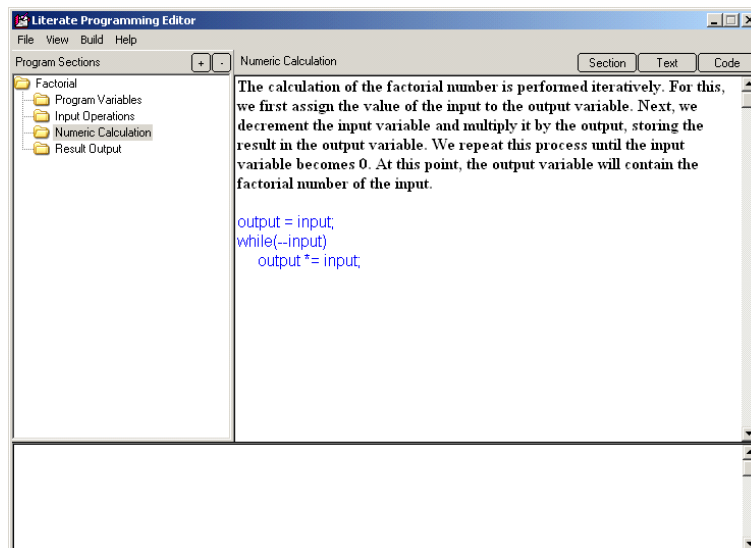 Literate Programming Editor
File View Build Help
Program Sections + -
Numeric Calculation Section Text Code
Factorial
Program Variables
Input Operations
Numeric Calculation
Result Output
The calculation of the factorial number is performed iteratively. For this,
we first assign the value of the input to the output variable. Next, we
decrement the input variable and multiply it by the output, storing the
result in the output variable. We repeat this process until the input
variable becomes 0. At this point, the output variable will contain the
factorial number of the input.
output = input;
while(--input)
output *= input;